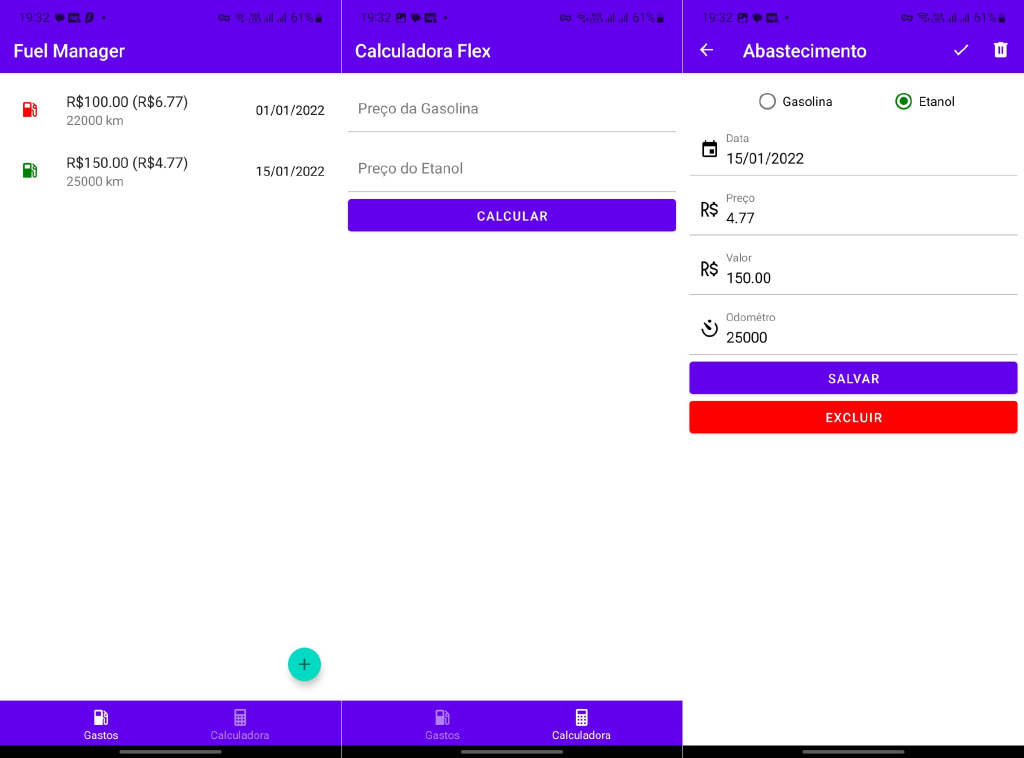 19:32
61%
Fuel Manager
R$100.00 (R$6.77)
22000 km
01/01/2022
R$150.00 (R$4.77)
25000 km
15/01/2022
+
Gastos
Calculadora
19:32
61%
Calculadora Flex
Preço da Gasolina
Preço do Etanol
CALCULAR
Gastos
Calculadora
19:32
61%
Abastecimento
Gasolina
Etanol
Data
15/01/2022
R$
Preço
4.77
R$
Valor
150.00
Odomêtro
25000
SALVAR
EXCLUIR